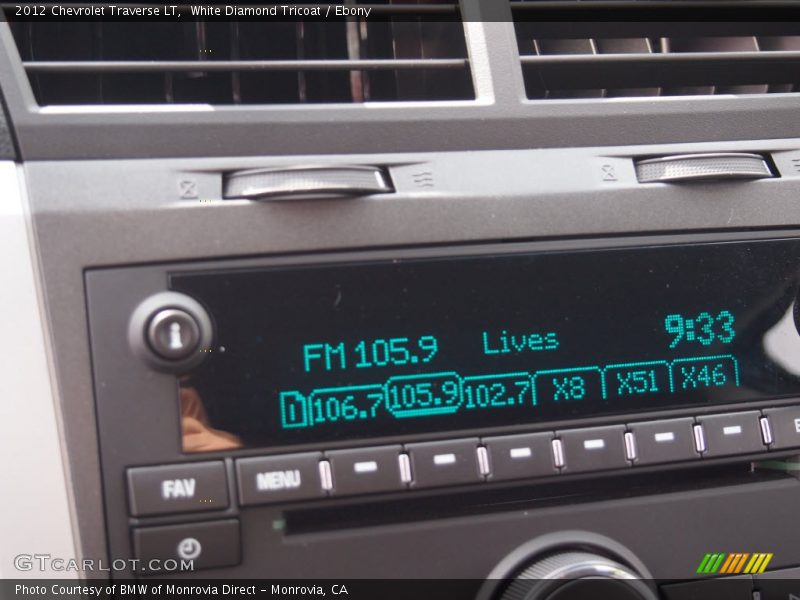 2012 Chevrolet Traverse LT, White Diamond Tricoat / Ebony
FM 105.9 Lives 9:33
1 106.7 105.9 102.7 X8 X51 X46
i
FAV MENU
GTCARLOT.COM
Photo Courtesy of BMW of Monrovia Direct - Monrovia, CA